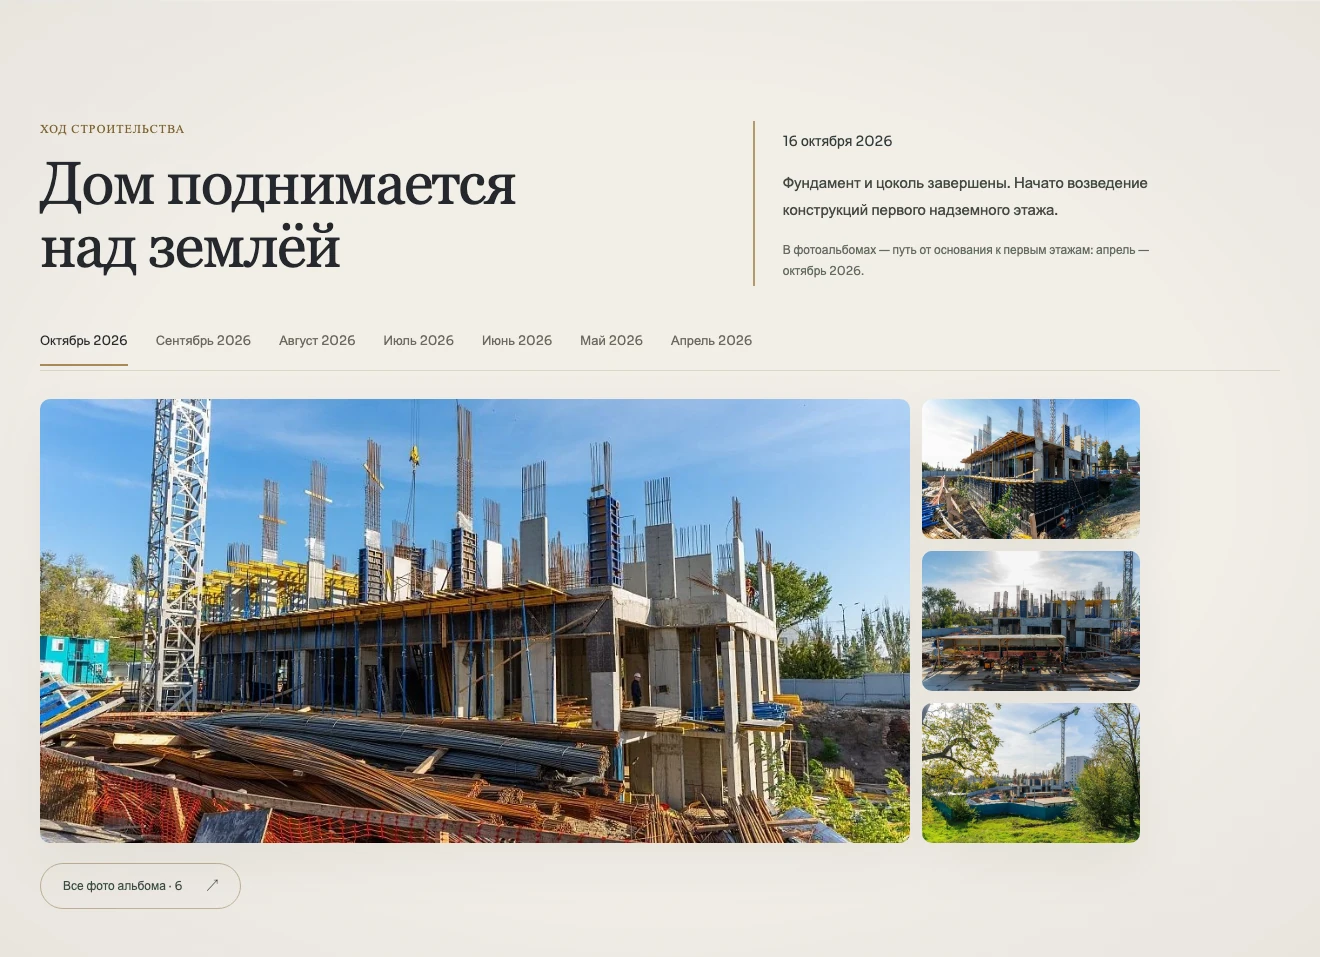 ХОД СТРОИТЕЛЬСТВА
Дом поднимается
над землёй
16 октября 2026
Фундамент и цоколь завершены. Начато возведение
конструкций первого надземного этажа.
В фотоальбомах — путь от основания к первым этажам: апрель —
октябрь 2026.
Октябрь 2026 Сентябрь 2026 Август 2026 Июль 2026 Июнь 2026 Май 2026 Апрель 2026
Все фото альбома · 6